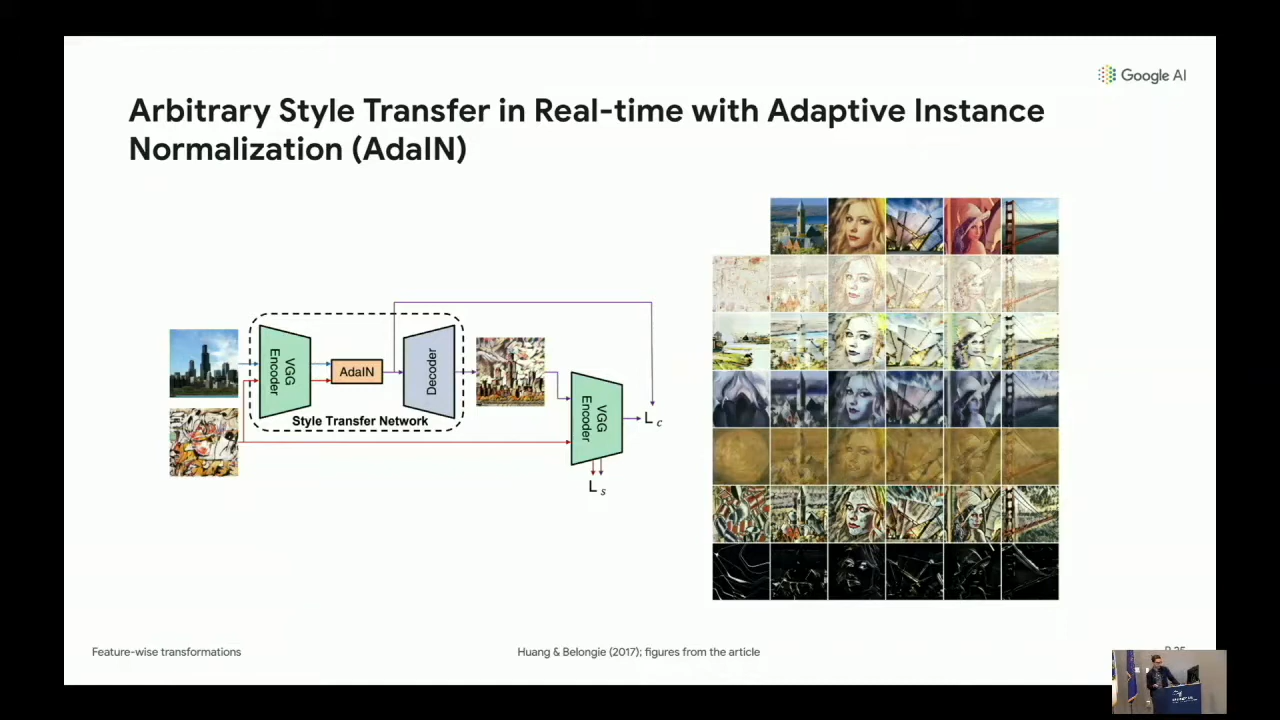 Google AI
Arbitrary Style Transfer in Real-time with Adaptive Instance
Normalization (AdaIN)
VGG
Encoder
AdaIN
Decoder
Style Transfer Network
VGG
Encoder
L c
L s
Feature-wise transformations
Huang & Belongie (2017); figures from the article